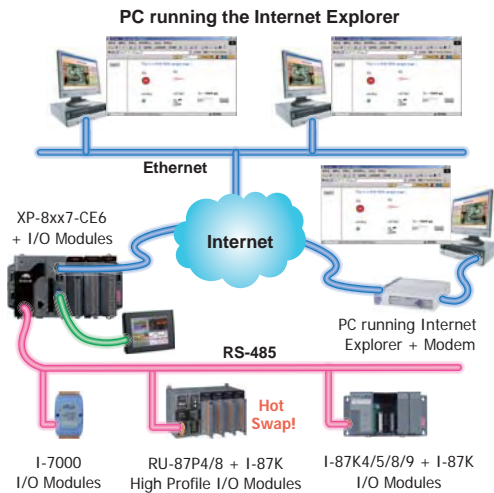 PC running the Internet Explorer
Ethernet
XP-8xx7-CE6
+ I/O Modules
Internet
PC running Internet
Explorer + Modem
RS-485
Hot
Swap!
I-7000
I/O Modules
RU-87P4/8 + I-87K
High Profile I/O Modules
I-87K4/5/8/9 + I-87K
I/O Modules